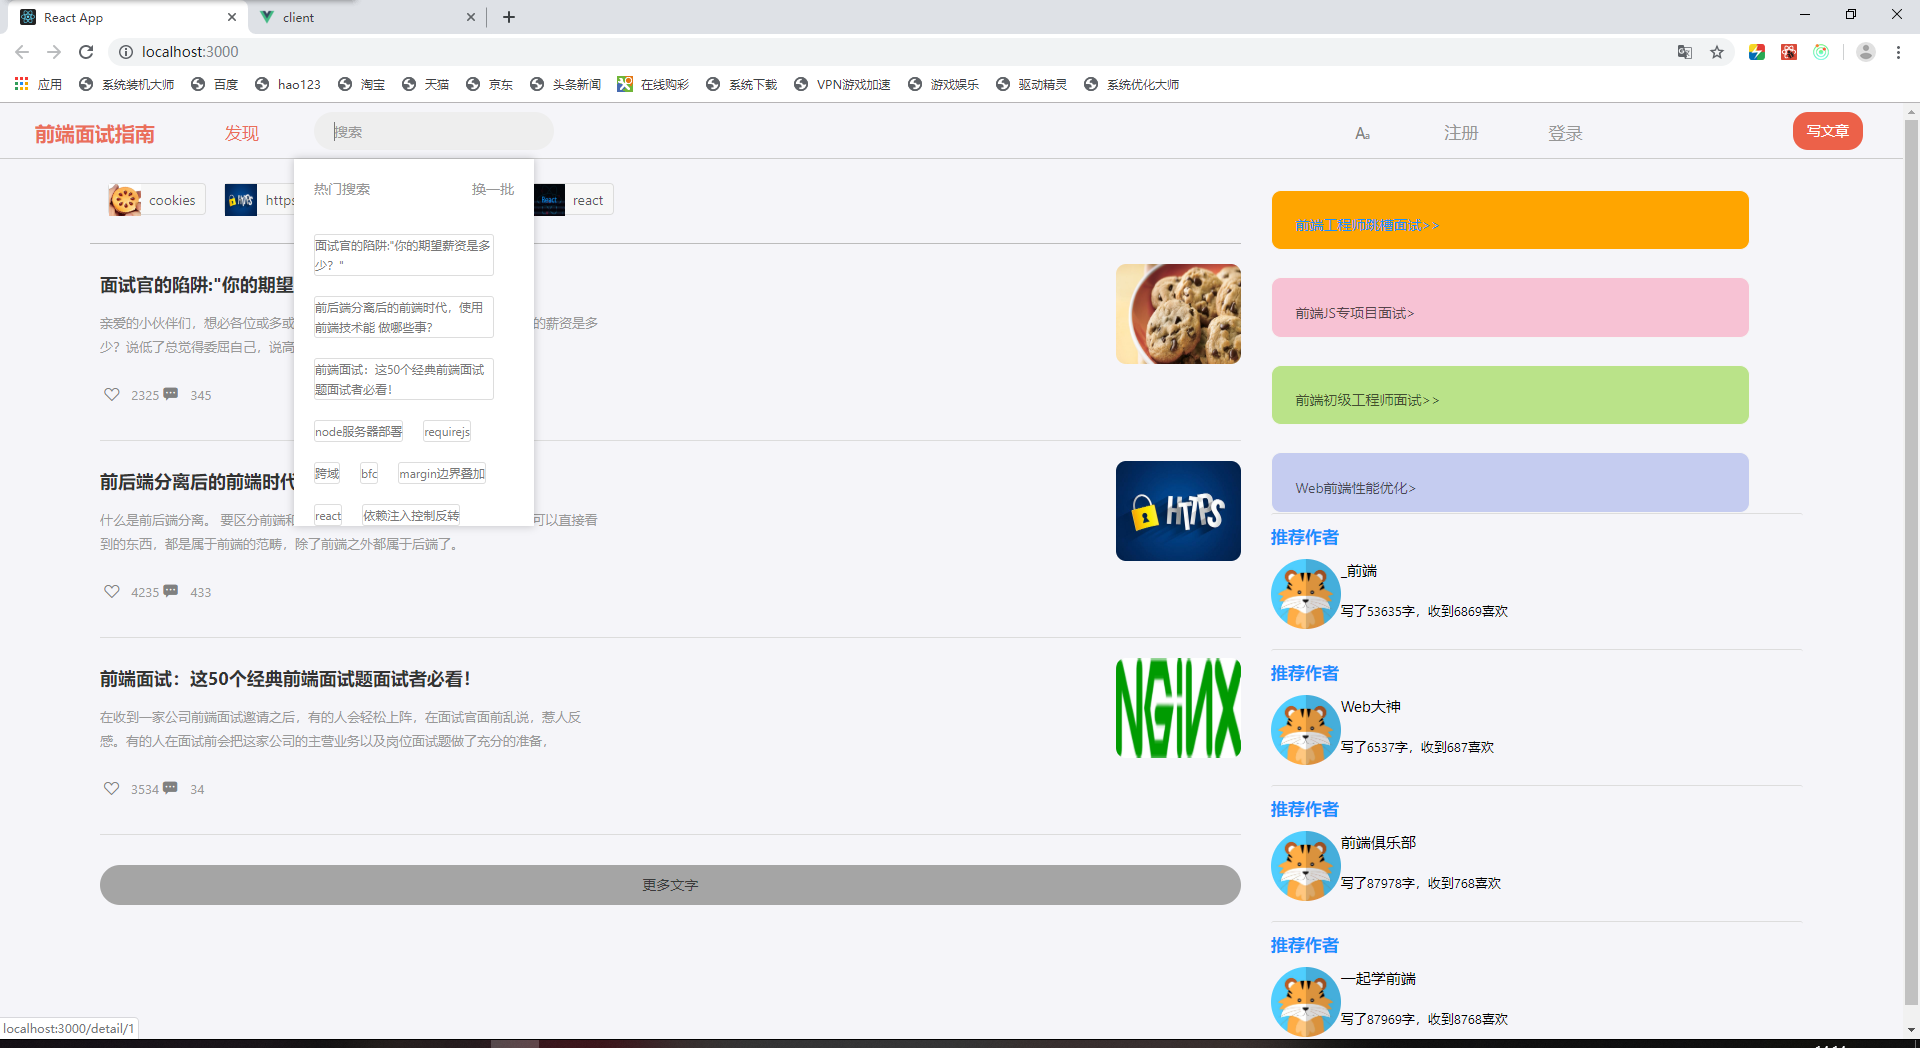 React App
client
localhost:3000
应用
系统装机大师
百度
hao123
淘宝
天猫
京东
头条新闻
在线购彩
系统下载
VPN游戏加速
游戏娱乐
驱动精灵
系统优化大师
前端面试指南
发现
搜索
Aa
注册
登录
写文章
热门搜索
换一批
面试官的陷阱:"你的期望薪资是多
少？"
前后端分离后的前端时代，使用
前端技术能 做哪些事?
前端面试：这50个经典前端面试
题面试者必看！
node服务器部署
requirejs
跨域
bfc
margin边界叠加
react
依赖注入控制反转
cookies
https
React
react
面试官的陷阱:"你的期望
亲爱的小伙伴们，想必各位或多或
的薪资是多
少？说低了总觉得委屈自己，说高
2325
345
前后端分离后的前端时代
HTTPS
什么是前后端分离。 要区分前端和
可以直接看
到的东西，都是属于前端的范畴，除了前端之外都属于后端了。
4235
433
前端面试：这50个经典前端面试题面试者必看！
NGiNX
在收到一家公司前端面试邀请之后，有的人会轻松上阵，在面试官面前乱说，惹人反
感。有的人在面试前会把这家公司的主营业务以及岗位面试题做了充分的准备，
3534
34
更多文字
前端工程师跳槽面试>>
前端JS专项目面试>
前端初级工程师面试>>
Web前端性能优化>
推荐作者
_前端
写了53635字，收到6869喜欢
推荐作者
Web大神
写了6537字，收到687喜欢
推荐作者
前端俱乐部
写了87978字，收到768喜欢
推荐作者
一起学前端
写了87969字，收到8768喜欢
localhost:3000/detail/1